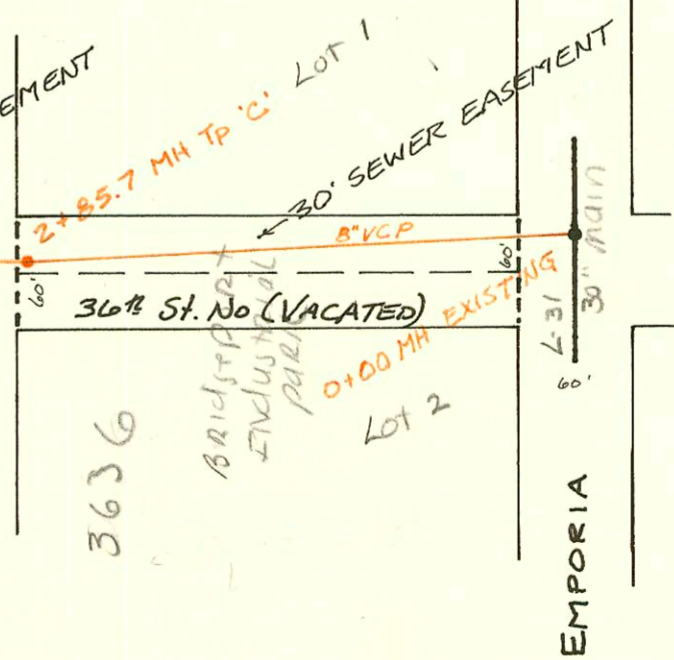 EMENT
Lot 1
2+85.7 MH Tp 'C'
30' SEWER EASEMENT
8" VCP
60'
60'
36th St. No (VACATED)
0+00 MH EXISTING
L-31
30" main
60'
Bridgeport
Industrial
Park
Lot 2
3636
EMPORIA